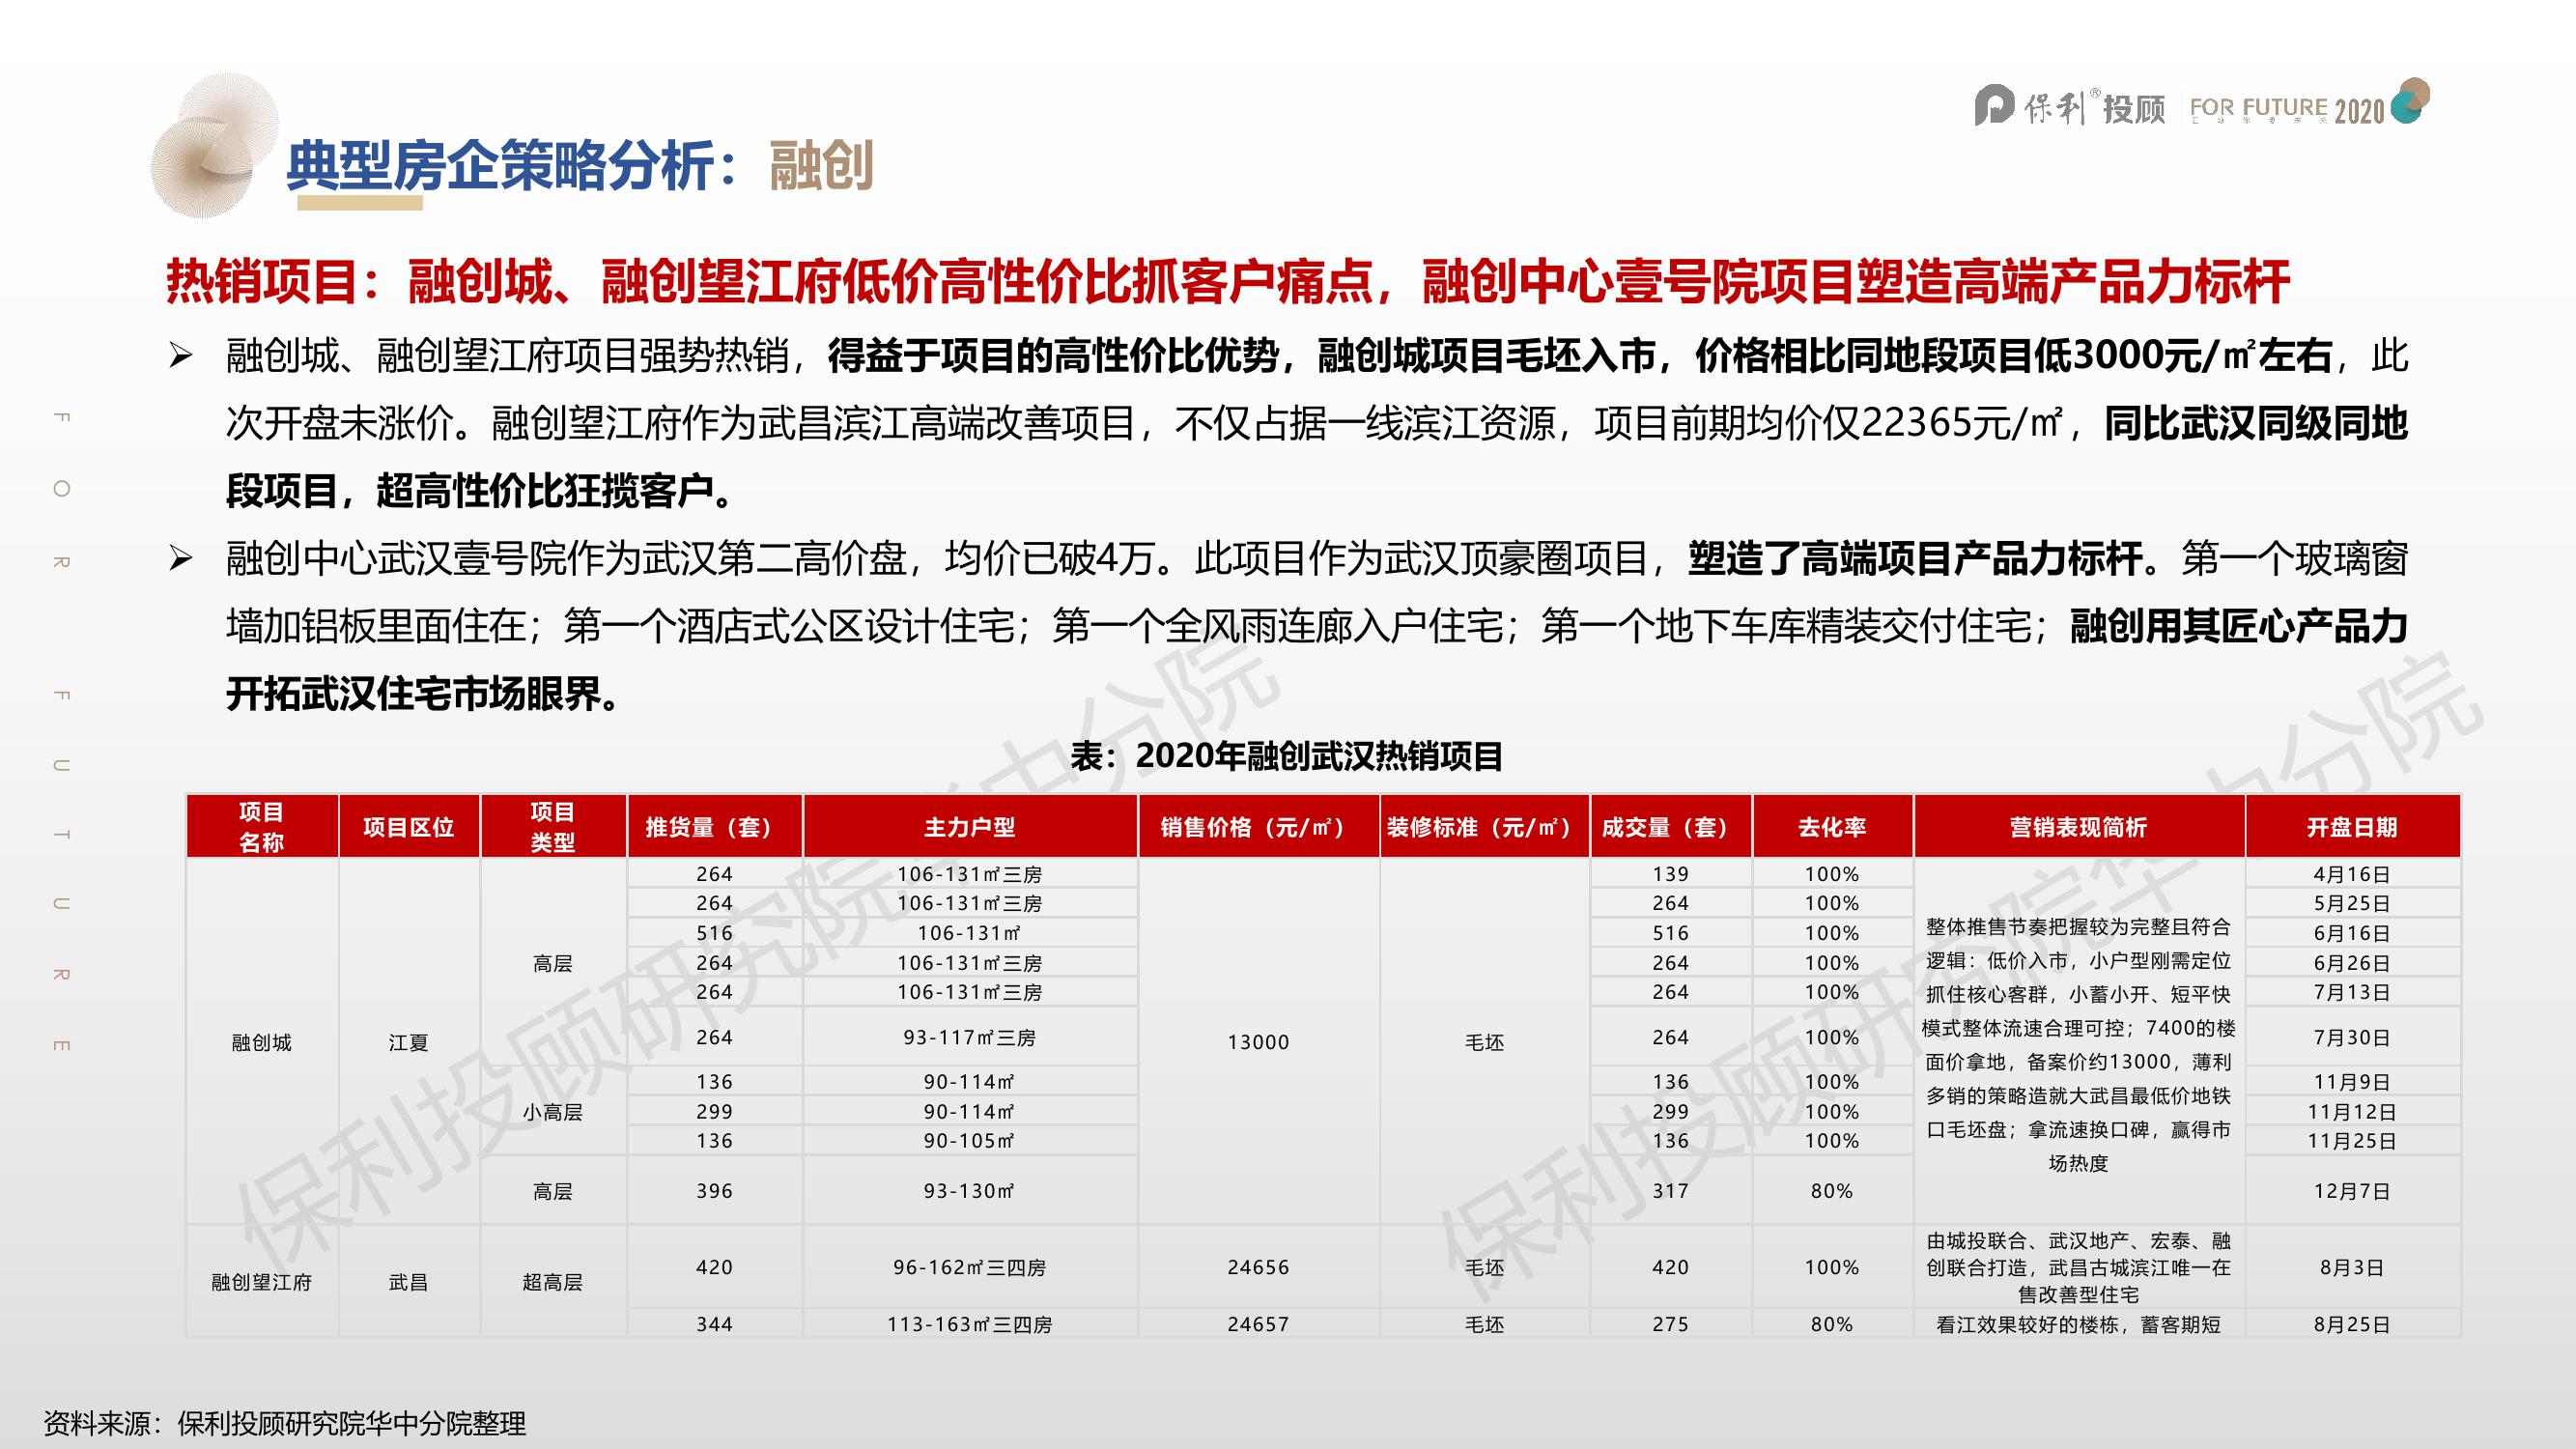 保利®投顾 FOR FUTURE 2020
典型房企策略分析：融创
热销项目：融创城、融创望江府低价高性价比抓客户痛点，融创中心壹号院项目塑造高端产品力标杆
➢ 融创城、融创望江府项目强势热销，得益于项目的高性价比优势，融创城项目毛坯入市，价格相比同地段项目低3000元/㎡左右，此
次开盘未涨价。融创望江府作为武昌滨江高端改善项目，不仅占据一线滨江资源，项目前期均价仅22365元/㎡，同比武汉同级同地
段项目，超高性价比狂揽客户。
➢ 融创中心武汉壹号院作为武汉第二高价盘，均价已破4万。此项目作为武汉顶豪圈项目，塑造了高端项目产品力标杆。第一个玻璃窗
墙加铝板里面住在；第一个酒店式公区设计住宅；第一个全风雨连廊入户住宅；第一个地下车库精装交付住宅；融创用其匠心产品力
开拓武汉住宅市场眼界。
FOR FUTURE
表：2020年融创武汉热销项目
项目名称 项目区位 项目类型 推货量（套） 主力户型 销售价格（元/㎡） 装修标准（元/㎡） 成交量（套） 去化率 营销表现简析 开盘日期
融创城 江夏 13000 毛坯
高层
264 106-131㎡三房 139 100% 4月16日
264 106-131㎡三房 264 100% 5月25日
516 106-131㎡ 516 100% 6月16日
264 106-131㎡三房 264 100% 6月26日
264 106-131㎡三房 264 100% 7月13日
264 93-117㎡三房 264 100% 7月30日
小高层
136 90-114㎡ 136 100% 11月9日
299 90-114㎡ 299 100% 11月12日
136 90-105㎡ 136 100% 11月25日
高层 396 93-130㎡ 317 80% 12月7日
整体推售节奏把握较为完整且符合
逻辑：低价入市，小户型刚需定位
抓住核心客群，小蓄小开、短平快
模式整体流速合理可控；7400的楼
面价拿地，备案价约13000，薄利
多销的策略造就大武昌最低价地铁
口毛坯盘；拿流速换口碑，赢得市
场热度
融创望江府 武昌 超高层
420 96-162㎡三四房 24656 毛坯 420 100% 8月3日
由城投联合、武汉地产、宏泰、融
创联合打造，武昌古城滨江唯一在
售改善型住宅
344 113-163㎡三四房 24657 毛坯 275 80% 看江效果较好的楼栋，蓄客期短 8月25日
保利投顾研究院华中分院
保利投顾研究院华中分院
资料来源：保利投顾研究院华中分院整理